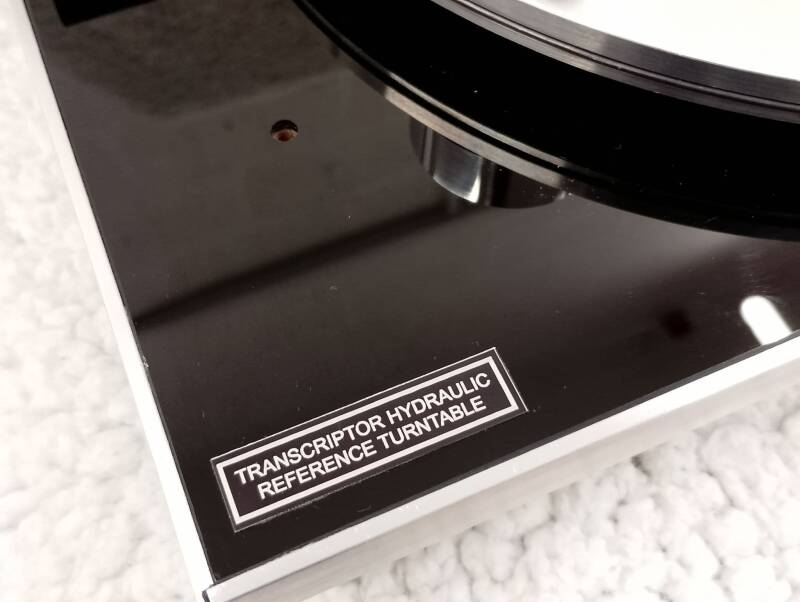 TRANSCRIPTOR HYDRAULIC
REFERENCE TURNTABLE